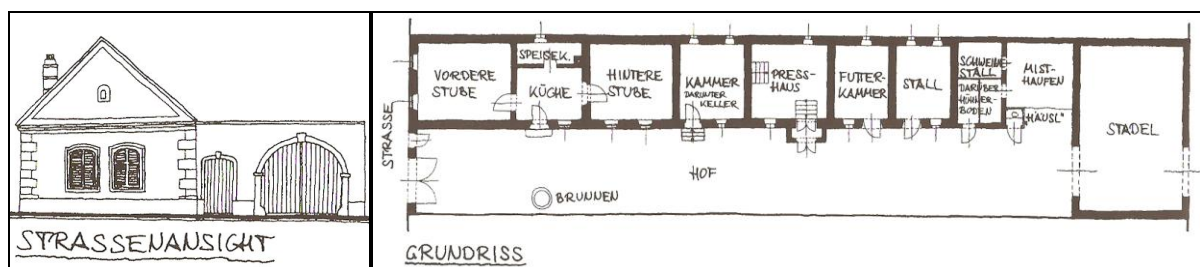 STRASSENANSICHT
STRASSE
VORDERE
STUBE
SPEISEK.
KÜCHE
HINTERE
STUBE
KAMMER
DARUNTER
KELLER
PRESS-
HAUS
FUTTER-
KAMMER
STALL
SCHWEINE-
STALL
DARÜBER
HÜHNER-
BODEN
MIST-
HAUFEN
"HÄUSL"
STADEL
HOF
BRUNNEN
GRUNDRISS